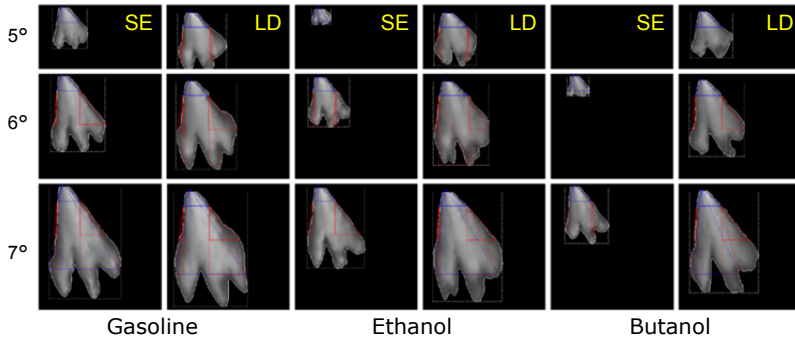 5° SE LD SE LD SE LD
6°
7°
Gasoline Ethanol Butanol